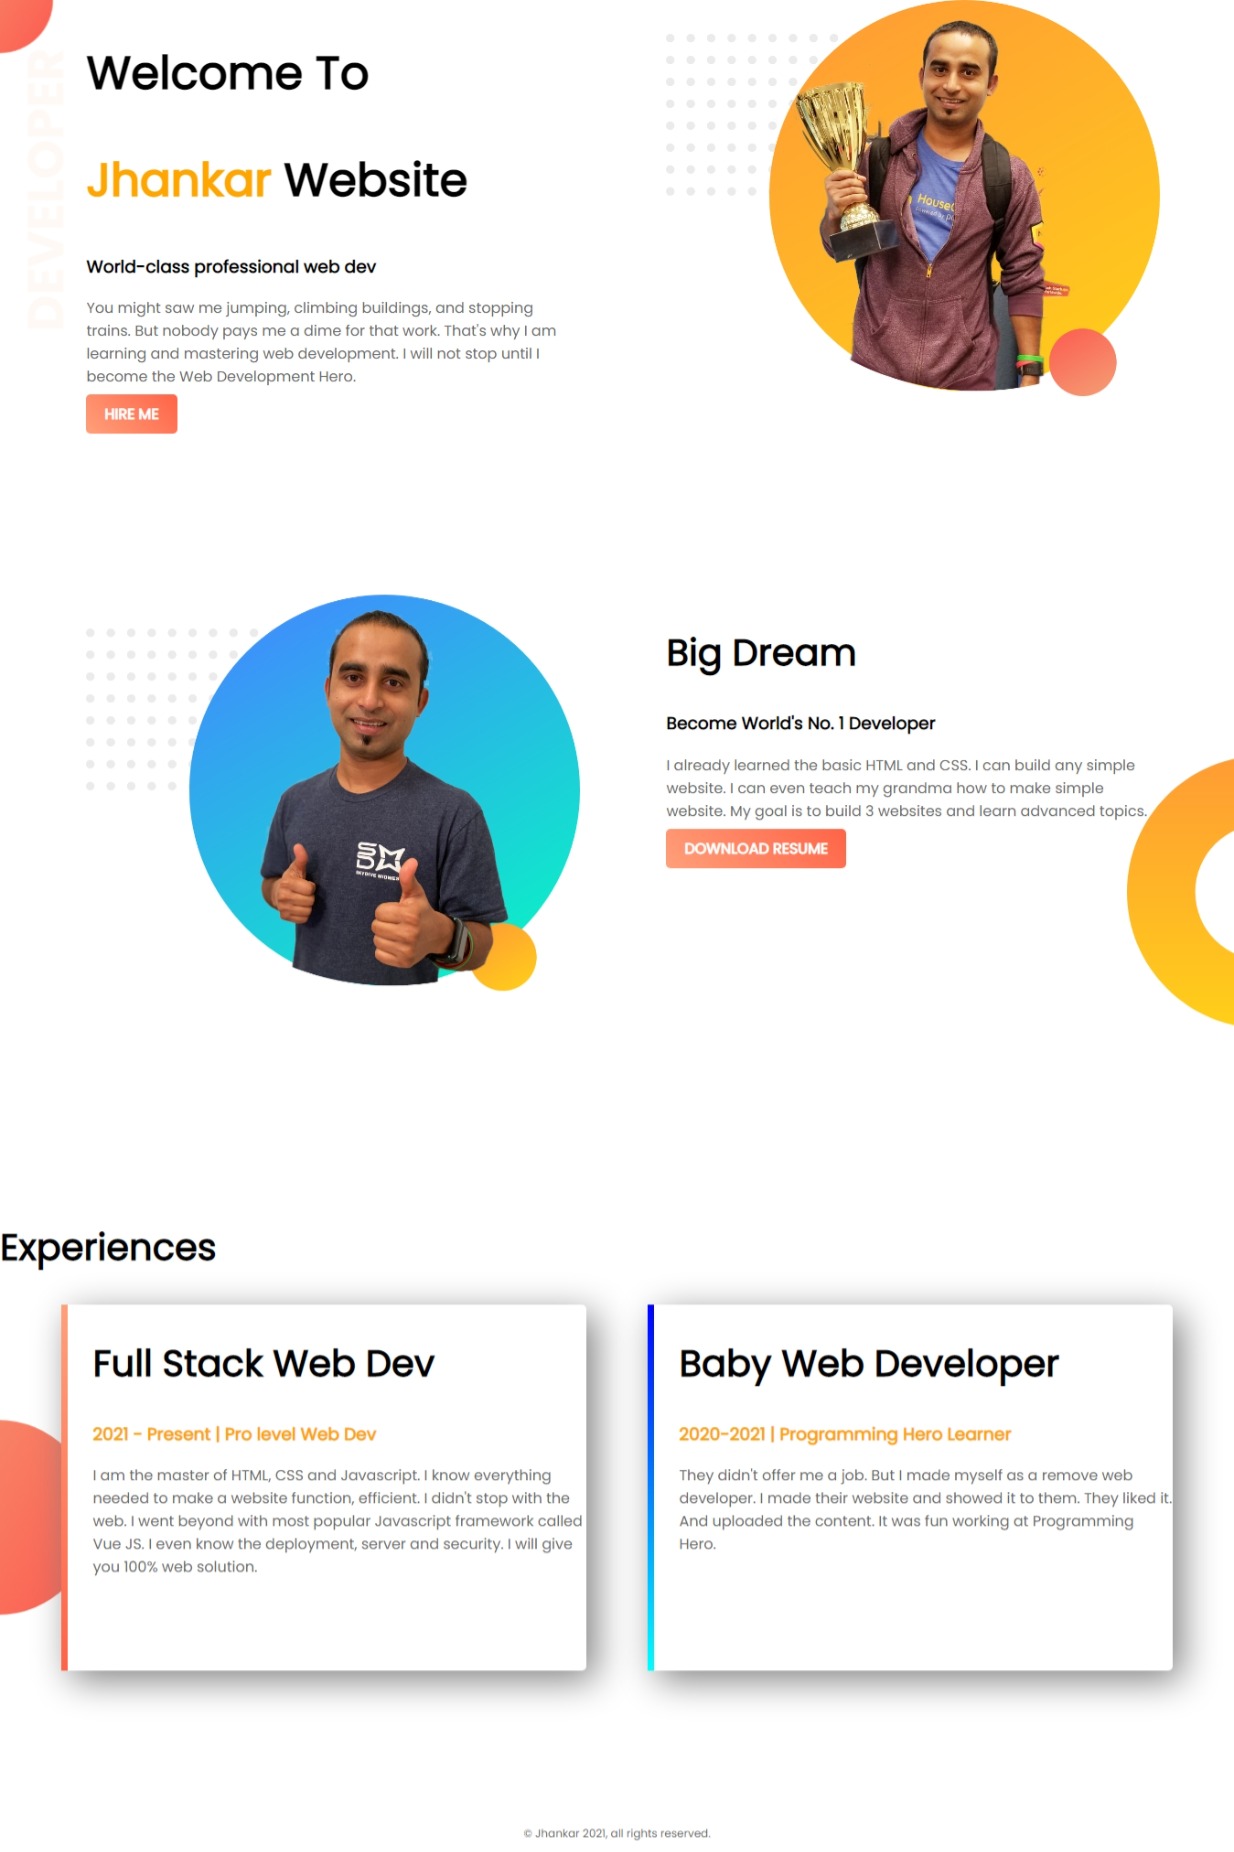 DEVELOPER
Welcome To
Jhankar Website
World-class professional web dev
You might saw me jumping, climbing buildings, and stopping
trains. But nobody pays me a dime for that work. That's why I am
learning and mastering web development. I will not stop until I
become the Web Development Hero.
HIRE ME
Big Dream
Become World's No. 1 Developer
I already learned the basic HTML and CSS. I can build any simple
website. I can even teach my grandma how to make simple
website. My goal is to build 3 websites and learn advanced topics.
DOWNLOAD RESUME
Experiences
Full Stack Web Dev
2021 - Present | Pro level Web Dev
I am the master of HTML, CSS and Javascript. I know everything
needed to make a website function, efficient. I didn't stop with the
web. I went beyond with most popular Javascript framework called
Vue JS. I even know the deployment, server and security. I will give
you 100% web solution.
Baby Web Developer
2020-2021 | Programming Hero Learner
They didn't offer me a job. But I made myself as a remove web
developer. I made their website and showed it to them. They liked it.
And uploaded the content. It was fun working at Programming
Hero.
© Jhankar 2021, all rights reserved.